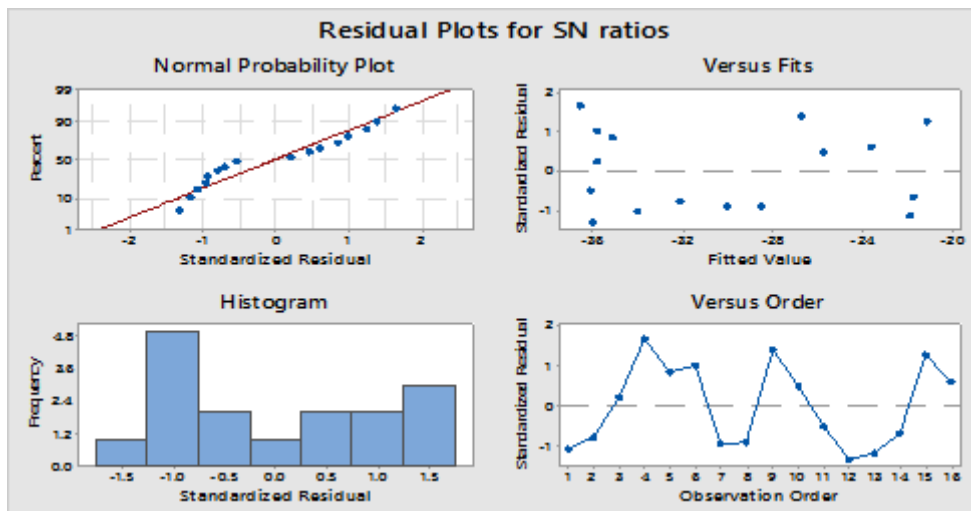 Residual Plots for SN ratios
Normal Probability Plot
99
90
50
10
1
Percent
-2 -1 0 1 2
Standardized Residual
Versus Fits
2
1
0
-1
Standardized Residual
-36 -32 -28 -24 -20
Fitted Value
Histogram
4.8
3.6
2.4
1.2
0.0
Frequency
-1.5 -1.0 -0.5 0.0 0.5 1.0 1.5
Standardized Residual
Versus Order
2
1
0
-1
Standardized Residual
1 2 3 4 5 6 7 8 9 10 11 12 13 14 15 16
Observation Order